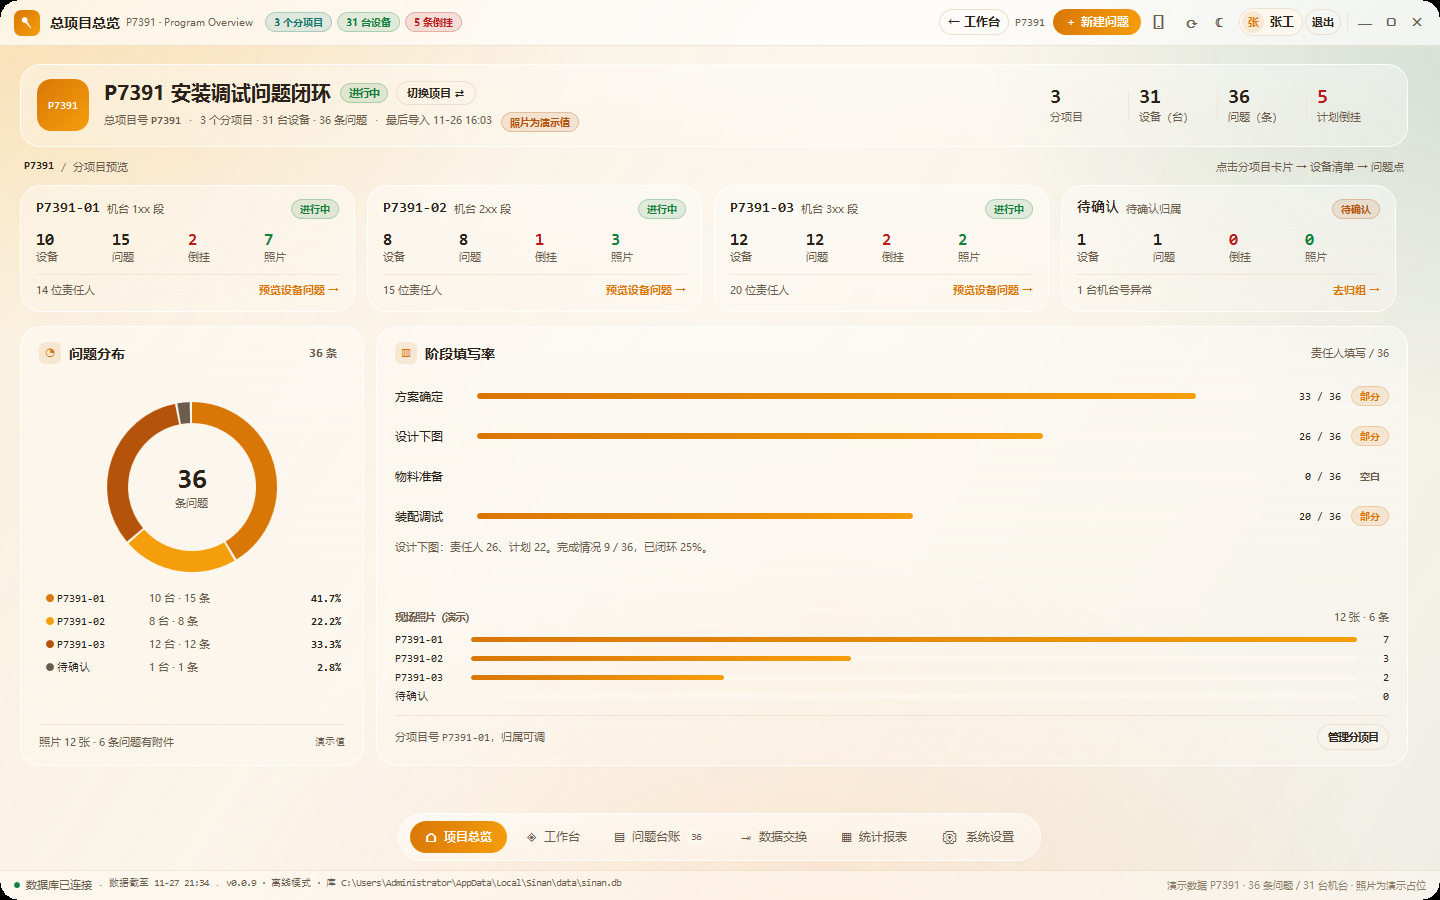 总项目总览 P7391 · Program Overview 3 个分项目 31 台设备 5 条倒挂
← 工作台 P7391 + 新建问题 张 张工 退出
P7391
P7391 安装调试问题闭环 进行中 切换项目 ⇄
总项目号 P7391 · 3 个分项目 · 31 台设备 · 36 条问题 · 最后导入 11-26 16:03 照片为演示值
3 31 36 5
分项目 设备（台） 问题（条） 计划倒挂
P7391 / 分项目预览
点击分项目卡片 → 设备清单 → 问题点
P7391-01 机台 1xx 段 进行中
10 15 2 7
设备 问题 倒挂 照片
14 位责任人 预览设备问题 →
P7391-02 机台 2xx 段 进行中
8 8 1 3
设备 问题 倒挂 照片
15 位责任人 预览设备问题 →
P7391-03 机台 3xx 段 进行中
12 12 2 2
设备 问题 倒挂 照片
20 位责任人 预览设备问题 →
待确认 待确认归属 待确认
1 1 0 0
设备 问题 倒挂 照片
1 台机台号异常 去归组 →
问题分布 36 条
36
条问题
P7391-01 10 台 · 15 条 41.7%
P7391-02 8 台 · 8 条 22.2%
P7391-03 12 台 · 12 条 33.3%
待确认 1 台 · 1 条 2.8%
照片 12 张 · 6 条问题有附件 演示值
阶段填写率 责任人填写 / 36
方案确定 33 / 36 部分
设计下图 26 / 36 部分
物料准备 0 / 36 空白
装配调试 20 / 36 部分
设计下图：责任人 26、计划 22。完成情况 9 / 36，已闭环 25%。
现场照片（演示） 12 张 · 6 条
P7391-01 7
P7391-02 3
P7391-03 2
待确认 0
分项目号 P7391-01，归属可调 管理分项目
项目总览 工作台 问题台账 36 数据交换 统计报表 系统设置
数据库已连接 · 数据截至 11-27 21:34 . v0.0.9 · 离线模式 · 库 C:\Users\Administrator\AppData\Local\Sinan\data\sinan.db
演示数据 P7391 · 36 条问题 / 31 台机台 · 照片为演示占位